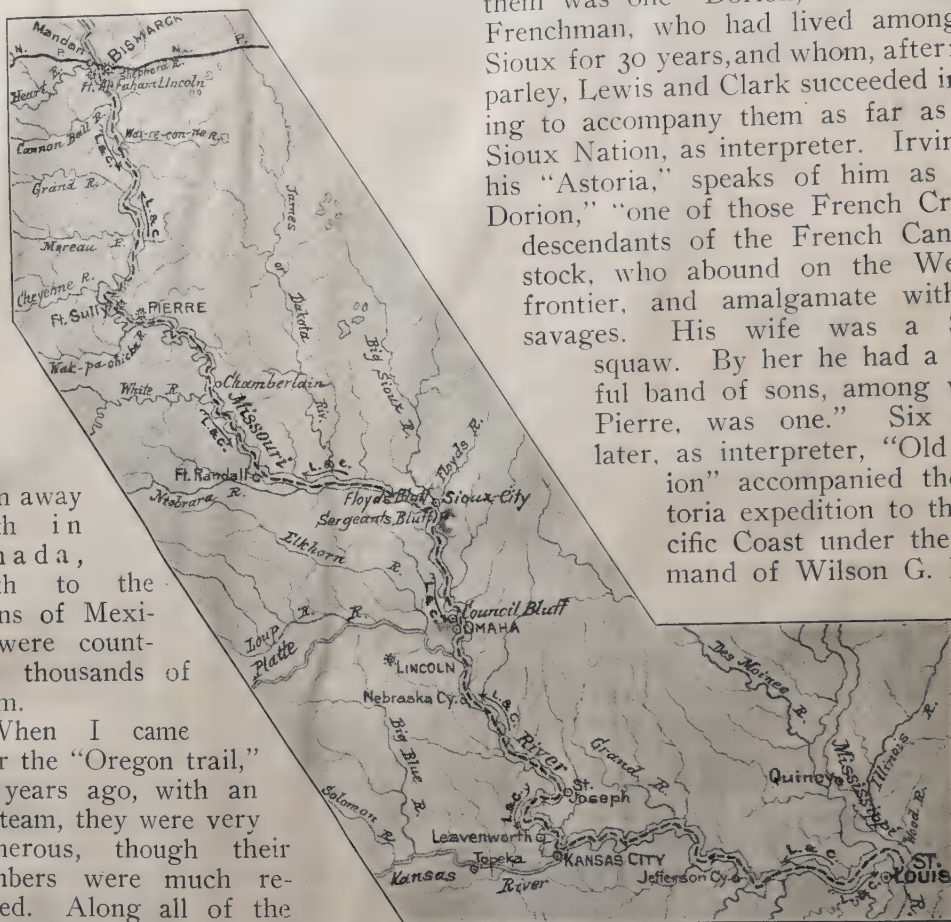 them was one "Dorion,
Frenchman, who had lived among
Sioux for 30 years, and whom, after
parley, Lewis and Clark succeeded i
ing to accompany them as far as
Sioux Nation, as interpreter. Irvin
his "Astoria," speaks of him as
Dorion," "one of those French Cr
descendants of the French Can
stock, who abound on the We
frontier, and amalgamate with
savages. His wife was a
squaw. By her he had a
ful band of sons, among
Pierre, was one." Six
later, as interpreter, "Old
ion" accompanied th
toria expedition to th
cific Coast under the
mand of Wilson G.
n away
h in
nada,
th to the
ns of Mexi-
were count-
thousands of
m.
When I came
r the "Oregon trail,"
years ago, with an
team, they were very
nerous, though their
mbers were much re-
ed. Along all of the
Mandan
BISMARCK
N. P. R.
Heart R.
Ft. Abraham Lincoln
Cannon Ball R.
War-re-con-ne R.
L. & C.
Grand R.
L. & C.
Moreau R.
Cheyenne R.
Ft. Sully
PIERRE
James or Dakota Riv.
Big Sioux R.
White R.
Chamberlain
Missouri
L. & C.
Ft. Randall
L. & C.
Niobrara R.
Floyds R.
Floyds Bluff
Sioux City
Sergeants Bluff
Elkhorn R.
L. & C.
Council Bluff
OMAHA
Loup R.
Platte R.
LINCOLN
Nebraska Cy.
L. & C.
River
Big Blue R.
Grand R.
St. Joseph
L. & C.
Solomon R.
Leavenworth
Topeka
KANSAS CITY
Kansas River
Jefferson Cy.
L. & C.
Des Moines R.
Mississippi
Quincy
Illinois R.
Wood R.
ST. LOUIS
R.